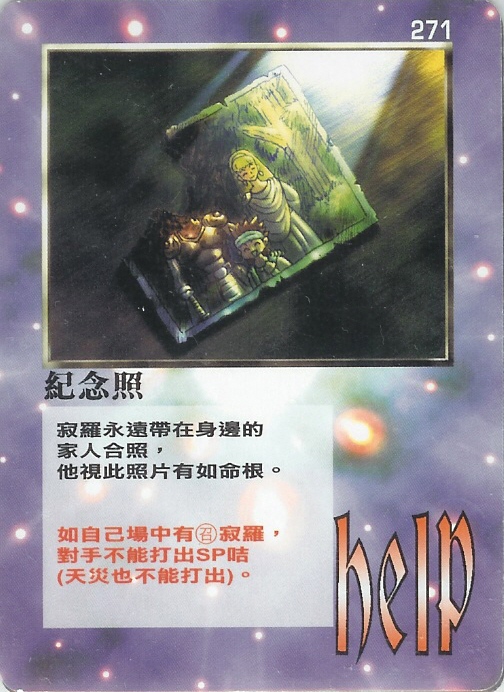 271
紀念照
寂羅永遠帶在身邊的
家人合照，
他視此照片有如命根。
如自己場中有㊁寂羅，
對手不能打出SP咭
(天災也不能打出)。
help